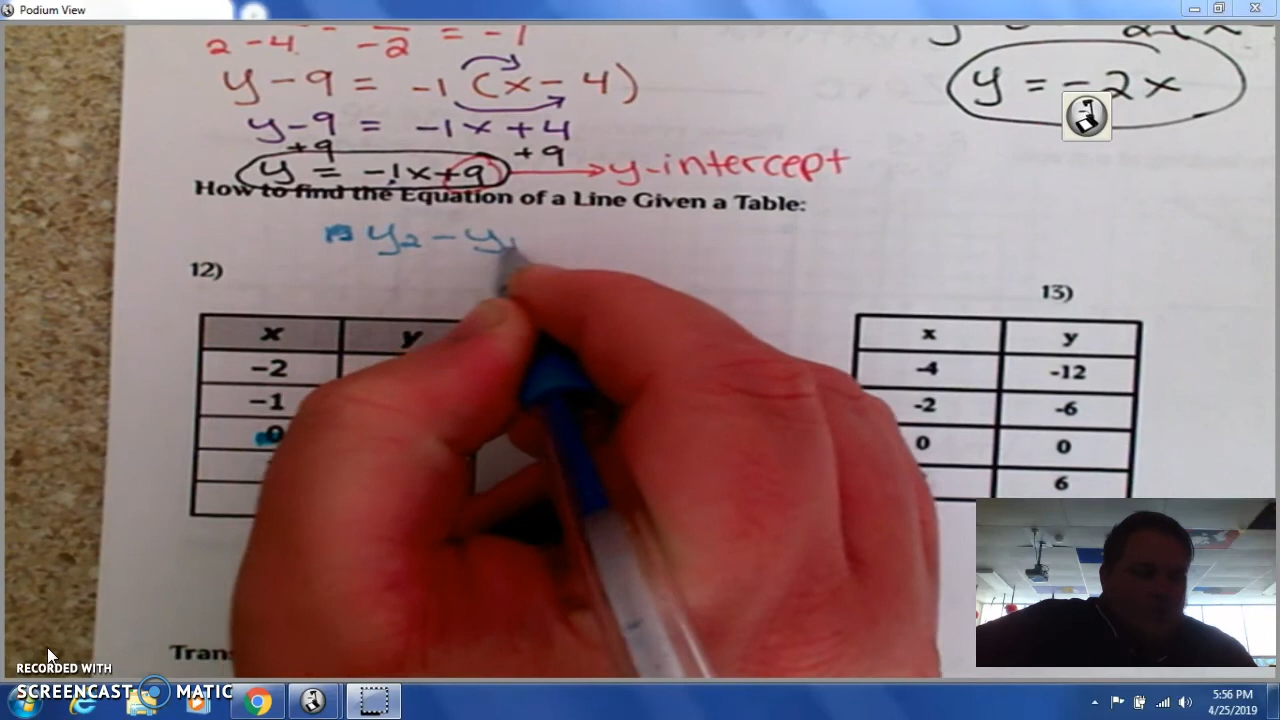 Podium View
2 - 4 -2 = -1
y - 9 = -1 (x - 4)
y - 9 = -1x + 4
+9 +9
y = -1x + 9 → y-intercept
y = -2x
How to find the Equation of a Line Given a Table:
y2 - y1
12)
x y
-2
-1
0
13)
x y
-4 -12
-2 -6
0 0
6
Tran
RECORDED WITH
SCREENCAST MATIC
5:56 PM
4/25/2019